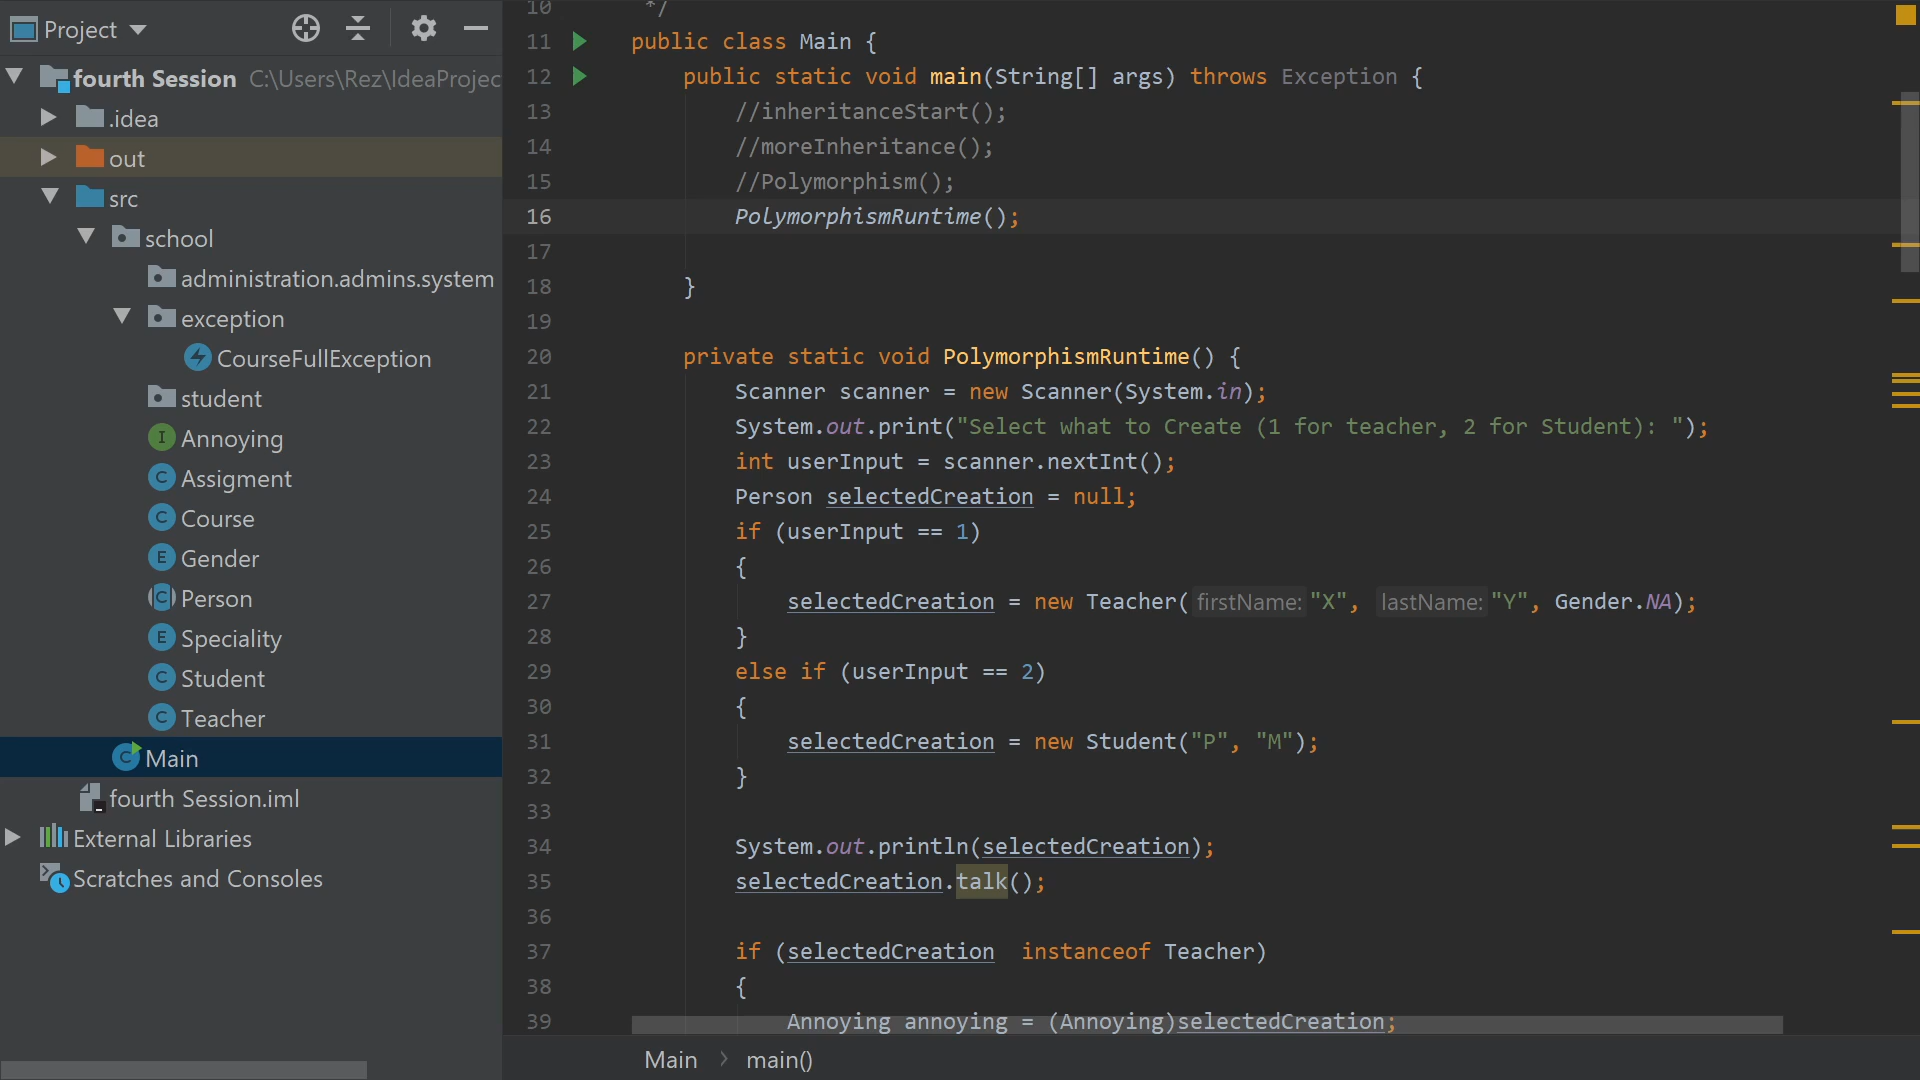 Project
fourth Session C:\Users\Rez\IdeaProjec
.idea
out
src
school
administration.admins.system
exception
CourseFullException
student
Annoying
Assigment
Course
Gender
Person
Speciality
Student
Teacher
Main
fourth Session.iml
External Libraries
Scratches and Consoles
10 */
11 public class Main {
12 public static void main(String[] args) throws Exception {
13 //inheritanceStart();
14 //moreInheritance();
15 //Polymorphism();
16 PolymorphismRuntime();
17
18 }
19
20 private static void PolymorphismRuntime() {
21 Scanner scanner = new Scanner(System.in);
22 System.out.print("Select what to Create (1 for teacher, 2 for Student): ");
23 int userInput = scanner.nextInt();
24 Person selectedCreation = null;
25 if (userInput == 1)
26 {
27 selectedCreation = new Teacher( firstName: "X", lastName: "Y", Gender.NA);
28 }
29 else if (userInput == 2)
30 {
31 selectedCreation = new Student("P", "M");
32 }
33
34 System.out.println(selectedCreation);
35 selectedCreation.talk();
36
37 if (selectedCreation instanceof Teacher)
38 {
39 Annoying annoying = (Annoying)selectedCreation;
Main > main()